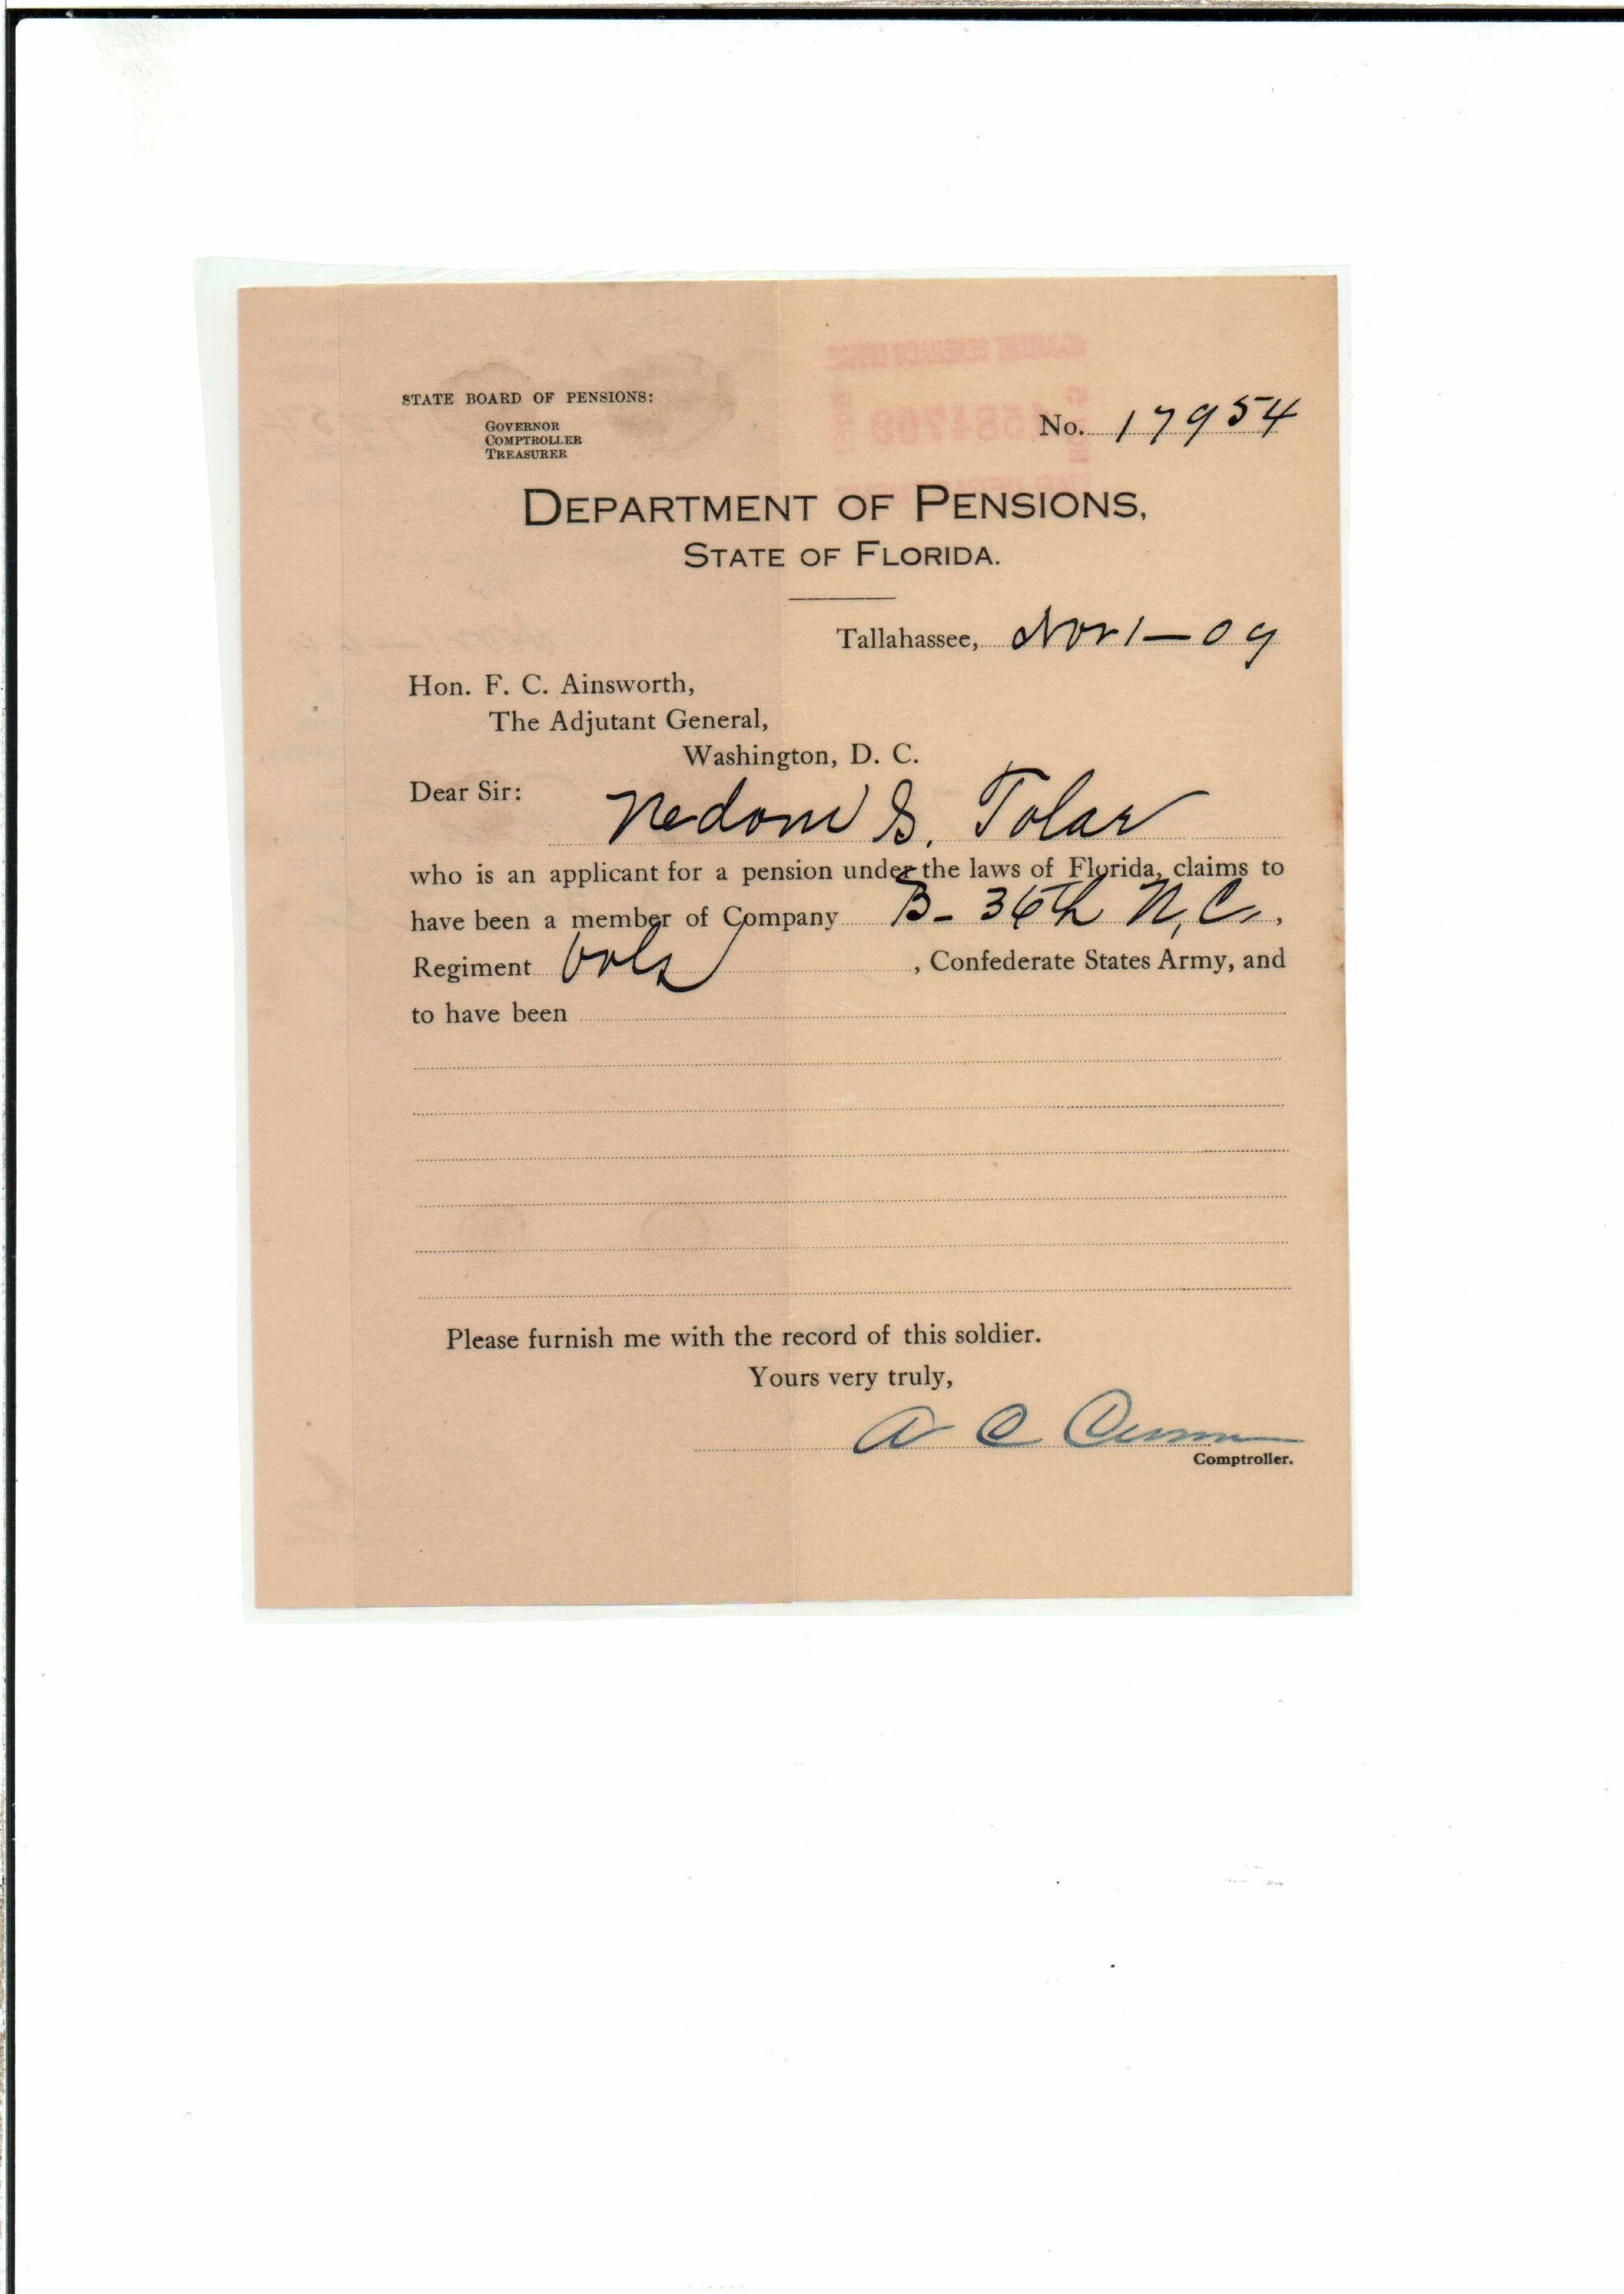 STATE BOARD OF PENSIONS:
GOVERNOR
COMPTROLLER
TREASURER
No. 17954
DEPARTMENT OF PENSIONS,
STATE OF FLORIDA.
Tallahassee, Nov 1-09
Hon. F. C. Ainsworth,
The Adjutant General,
Washington, D. C.
Dear Sir:
Tolar
who is an applicant for a pension under the laws of Florida, claims to
have been a member of Company B- 36th N.C.,
Regiment Vols, Confederate States Army, and
to have been
Please furnish me with the record of this soldier.
Yours very truly,
A C
Comptroller.